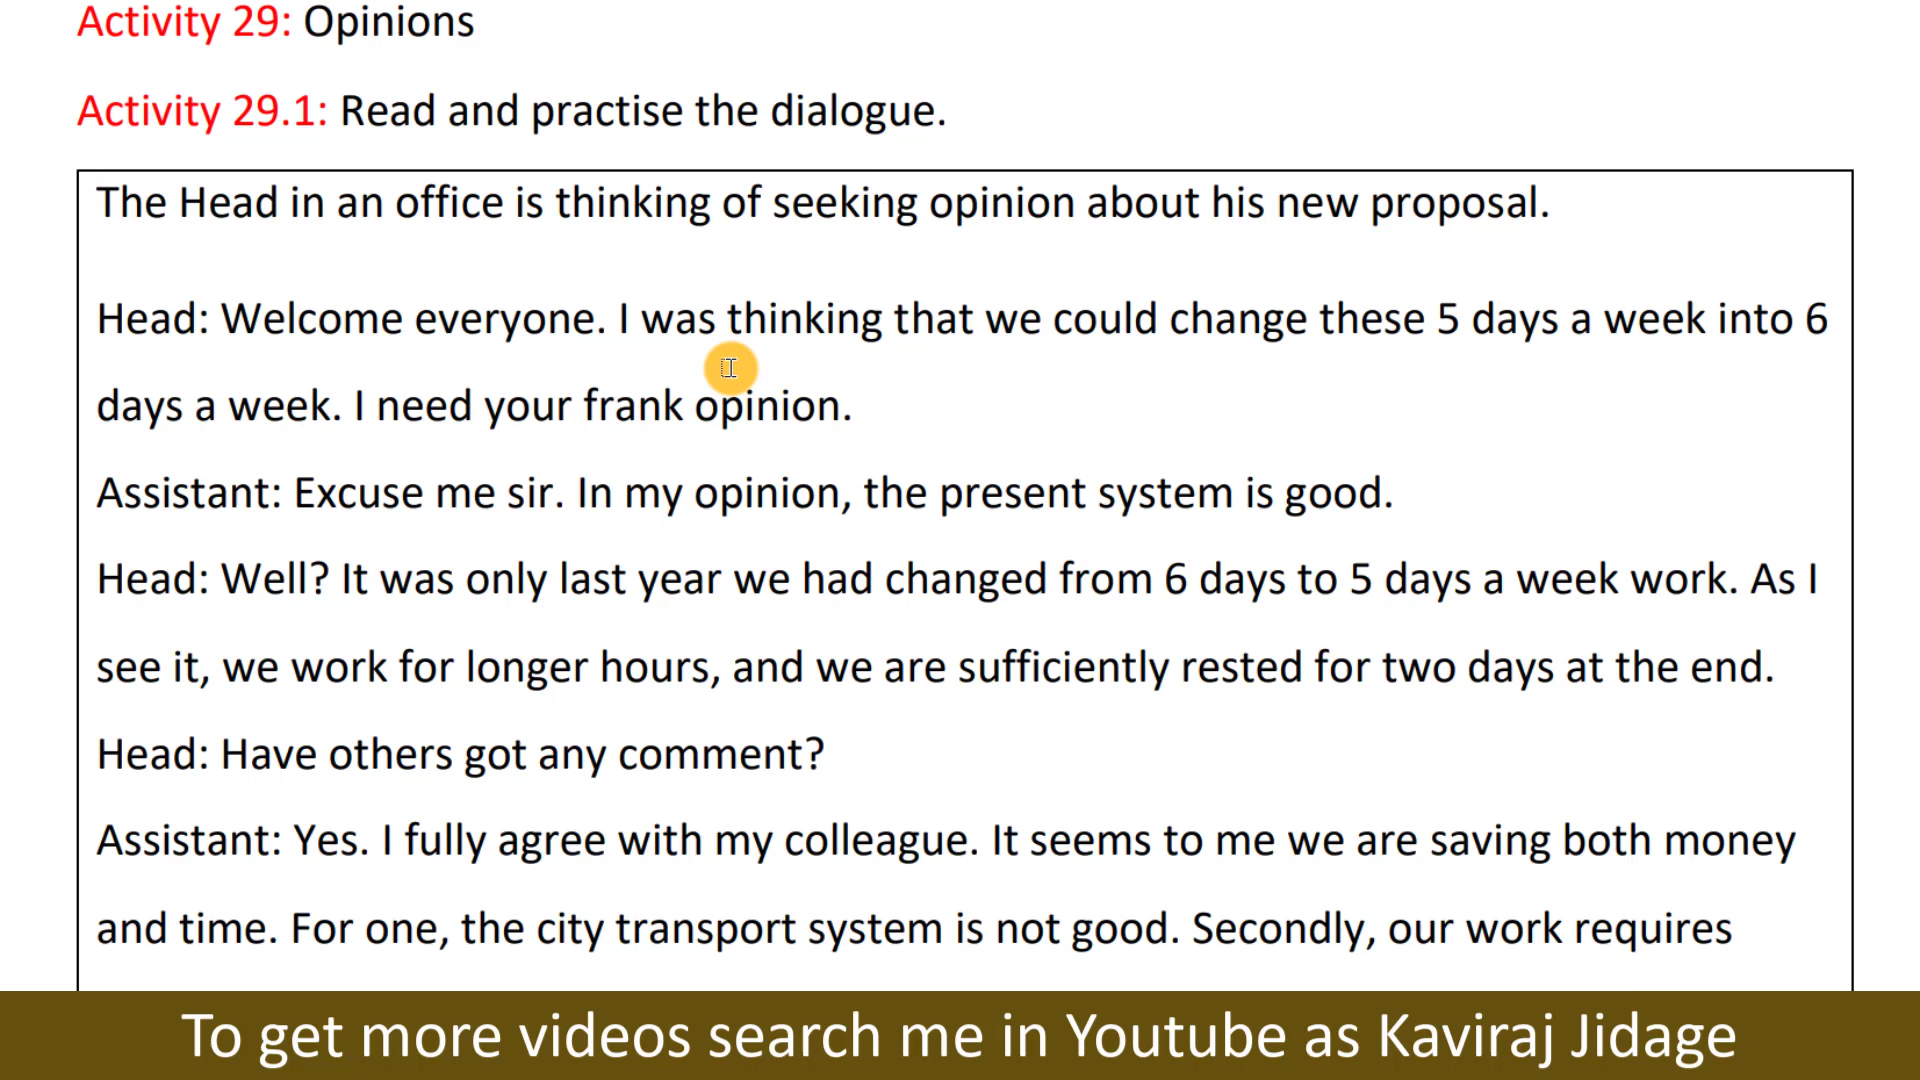 Activity 29: Opinions
Activity 29.1: Read and practise the dialogue.
The Head in an office is thinking of seeking opinion about his new proposal.
Head: Welcome everyone. I was thinking that we could change these 5 days a week into 6
days a week. I need your frank opinion.
Assistant: Excuse me sir. In my opinion, the present system is good.
Head: Well? It was only last year we had changed from 6 days to 5 days a week work. As I
see it, we work for longer hours, and we are sufficiently rested for two days at the end.
Head: Have others got any comment?
Assistant: Yes. I fully agree with my colleague. It seems to me we are saving both money
and time. For one, the city transport system is not good. Secondly, our work requires
To get more videos search me in Youtube as Kaviraj Jidage